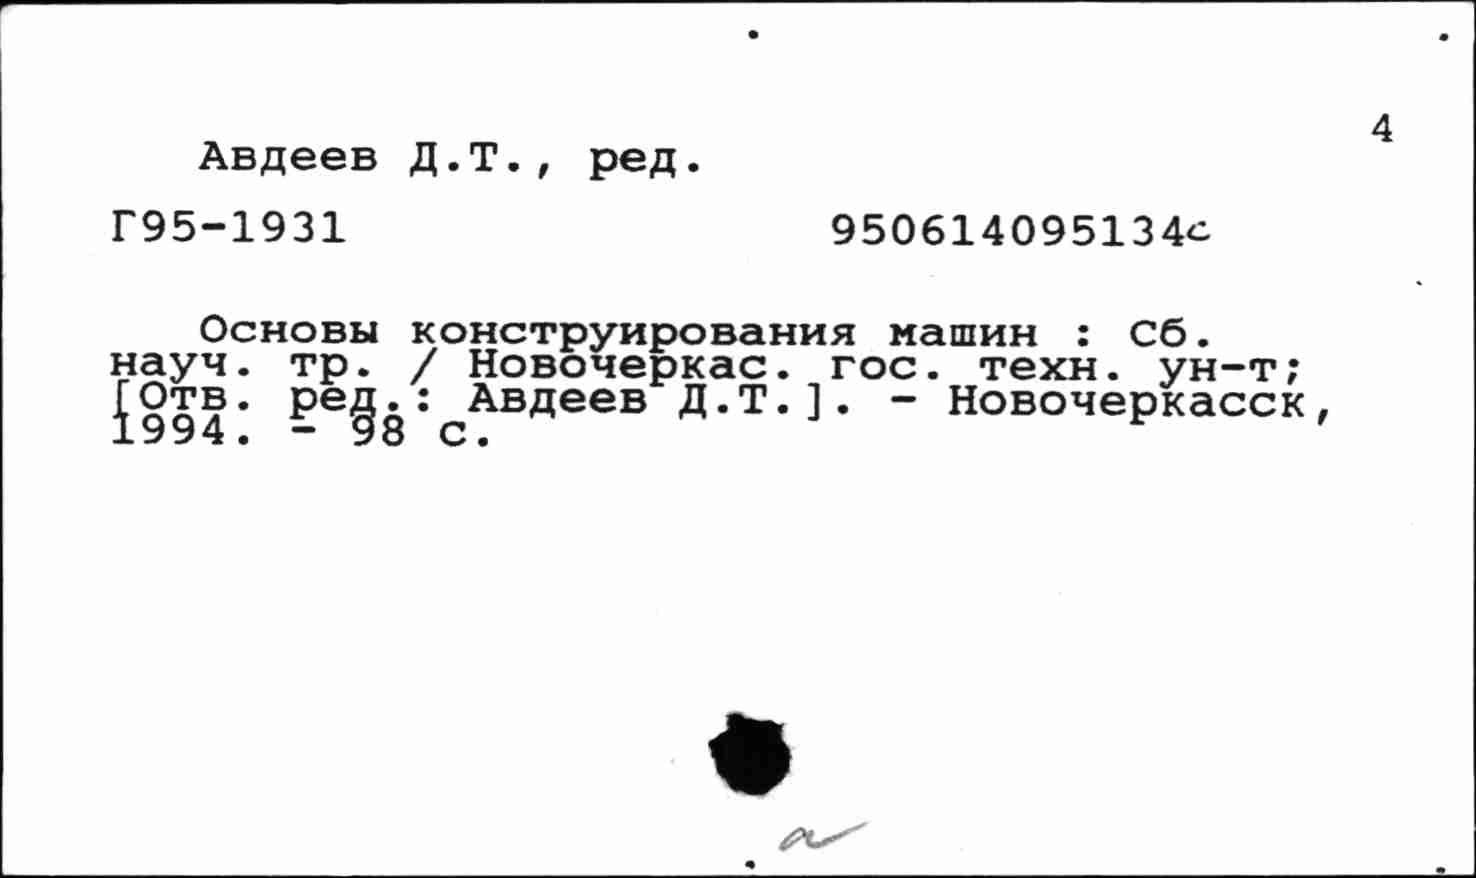 4
Авдеев Д.Т., ред.
Г95-1931 950614095134с
Основы конструирования машин : Сб.
науч. тр. / Новочеркас. гос. техн. ун-т;
[Отв. ред.: Авдеев Д.Т.]. - Новочеркасск,
1994. - 98 с.
а